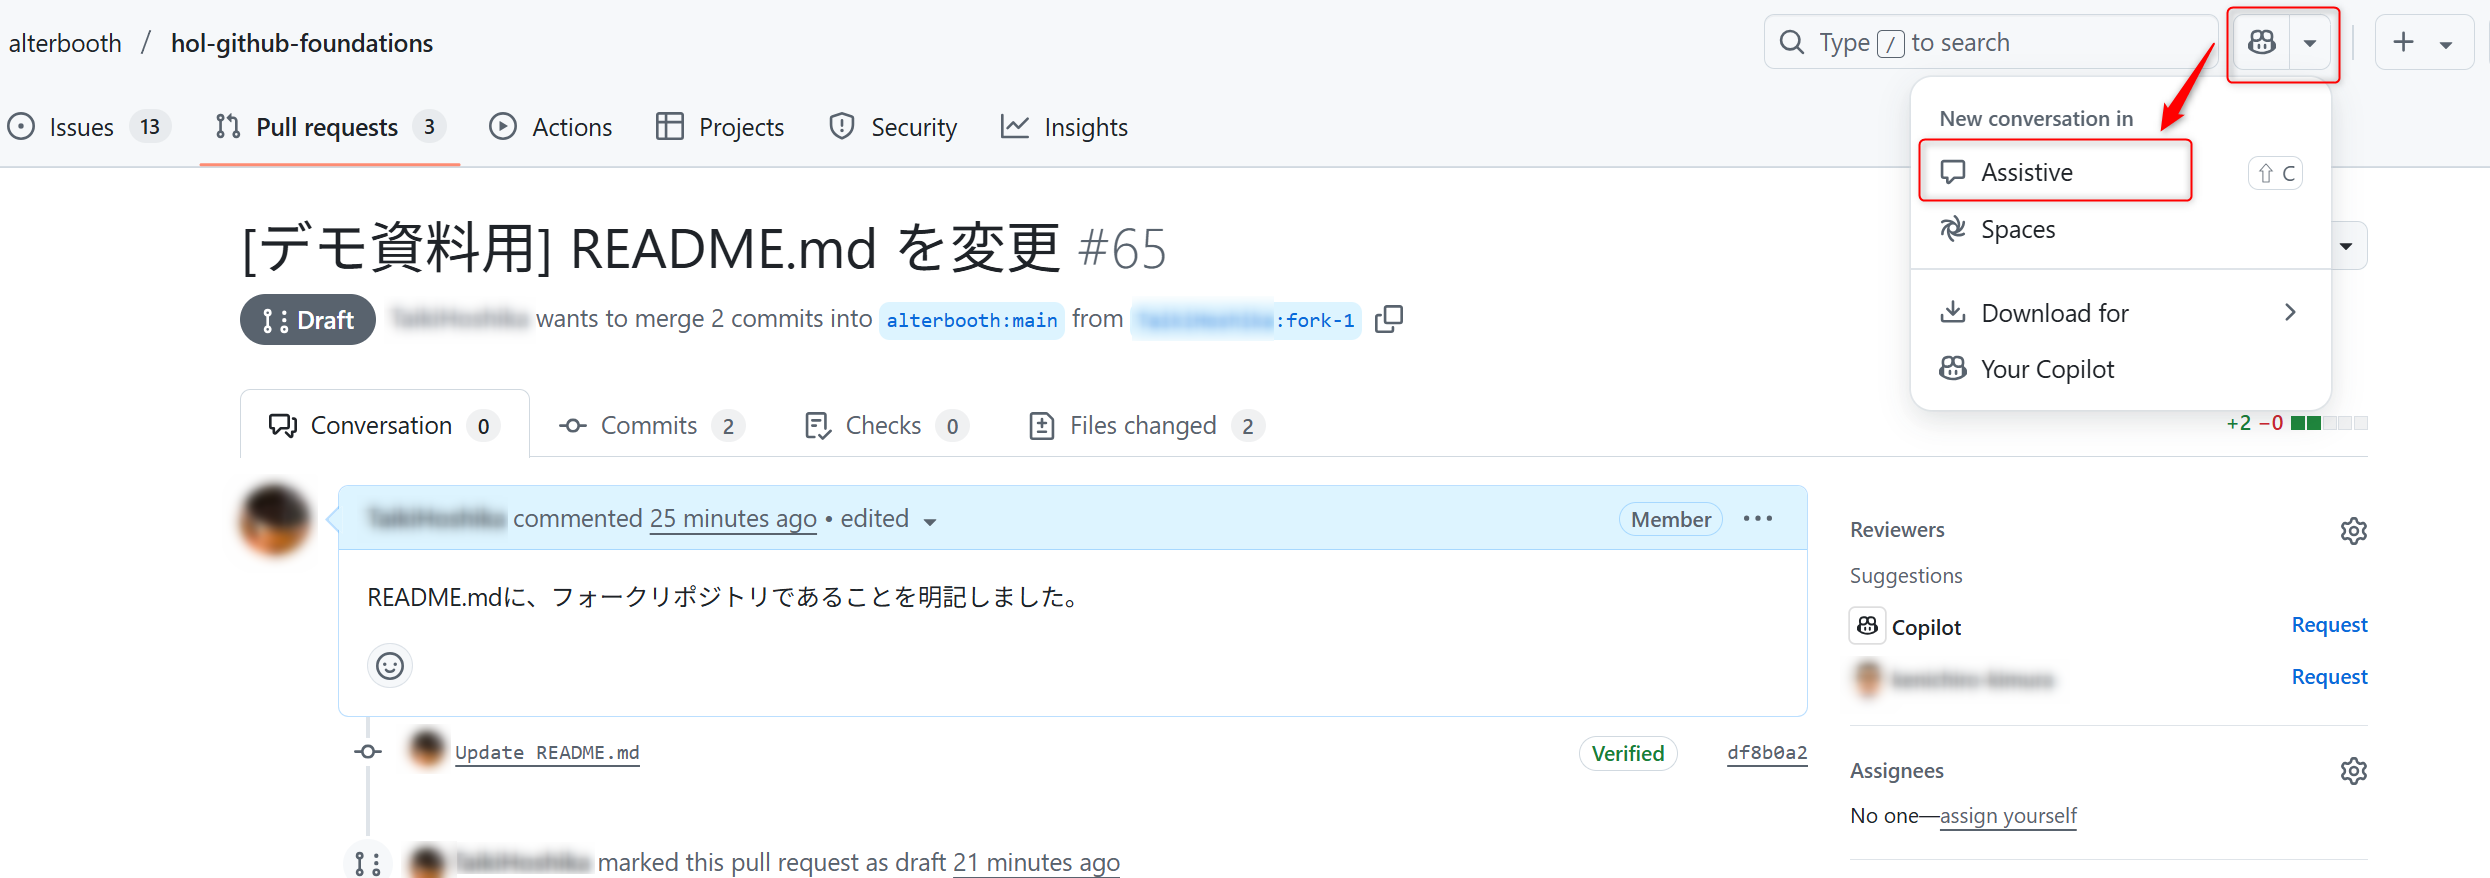 alterbooth / hol-github-foundations
Type / to search
Issues 13 Pull requests 3 Actions Projects Security Insights
New conversation in
Assistive ⇧ C
Spaces
Download for
Your Copilot
[デモ資料用] README.md を変更 #65
Draft wants to merge 2 commits into alterbooth:main from :fork-1
Conversation 0 Commits 2 Checks 0 Files changed 2
+2 −0
commented 25 minutes ago • edited Member
README.mdに、フォークリポジトリであることを明記しました。
Update README.md Verified df8b0a2
marked this pull request as draft 21 minutes ago
Reviewers
Suggestions
Copilot Request
Request
Assignees
No one—assign yourself